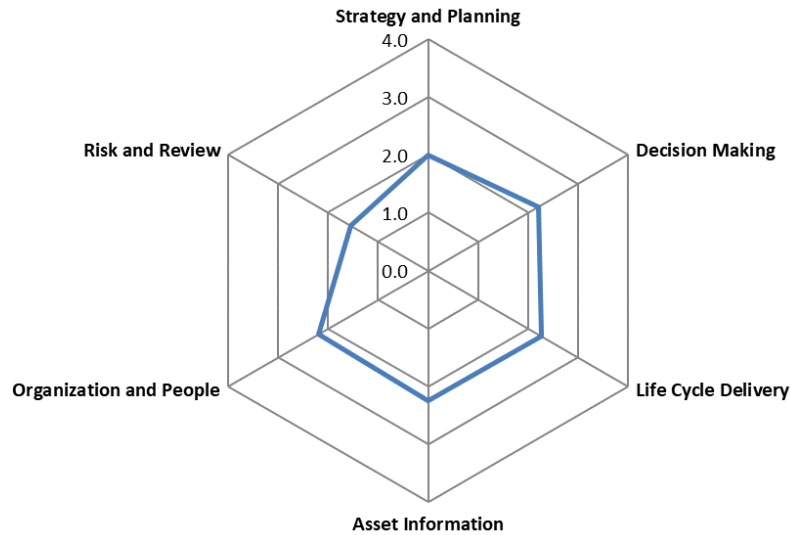 Strategy and Planning
4.0
3.0
Risk and Review
2.0
Decision Making
1.0
0.0
Organization and People
Life Cycle Delivery
Asset Information